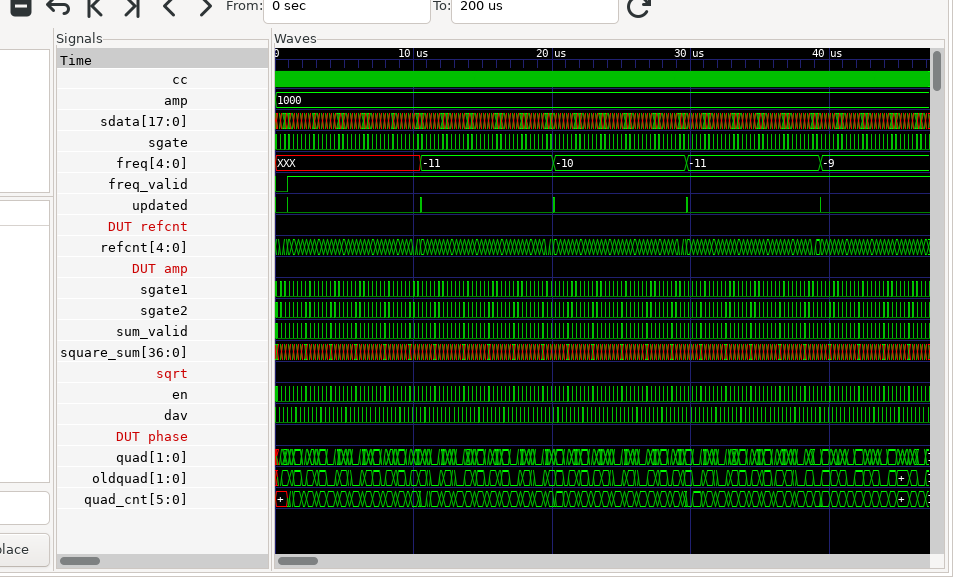 From: 0 sec To: 200 us
Signals Waves
Time 0 10 us 20 us 30 us 40 us
cc
amp 1000
sdata[17:0]
sgate
freq[4:0] XXX -11 -10 -11 -9
freq_valid
updated
DUT refcnt
refcnt[4:0]
DUT amp
sgate1
sgate2
sum_valid
square_sum[36:0]
sqrt
en
dav
DUT phase
quad[1:0]
oldquad[1:0] +
quad_cnt[5:0] + +
place